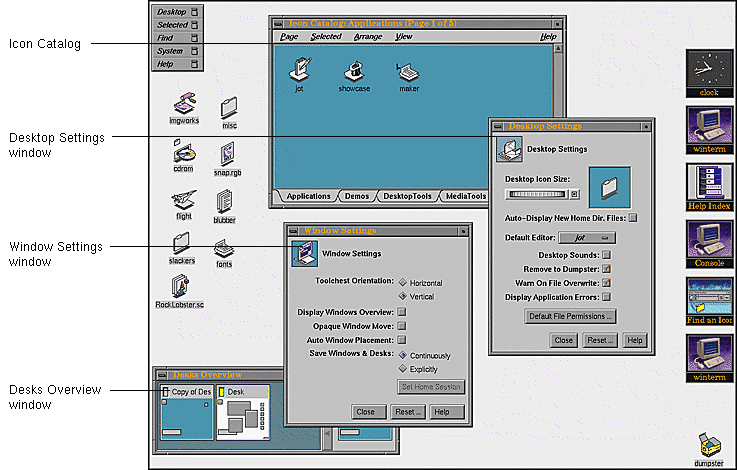 Icon Catalog
Desktop Settings
window
Window Settings
window
Desks Overview
window
Desktop
Selected
Find
System
Help
imgworks
misc
cdrom
snap.rgb
flight
blubber
slackers
fonts
RockLobster.sc
Icon Catalog: Applications (Page 1 of 5)
Page Selected Arrange View Help
jot
showcase
maker
Applications Demos DesktopTools MediaTools
Desktop Settings
Desktop Settings
Desktop Icon Size:
Auto-Display New Home Dir. Files:
Default Editor: jot
Desktop Sounds:
Remove to Dumpster:
Warn On File Overwrite:
Display Application Errors:
Default File Permissions ...
Close Reset ... Help
Window Settings
Window Settings
Toolchest Orientation: Horizontal
Vertical
Display Windows Overview:
Opaque Window Move:
Auto Window Placement:
Save Windows & Desks: Continuously
Explicitly
Set Home Session
Close Reset ... Help
Desks Overview
Copy of Des Desk
clock
winterm
Help Index
Console
Find an Icon
winterm
dumpster